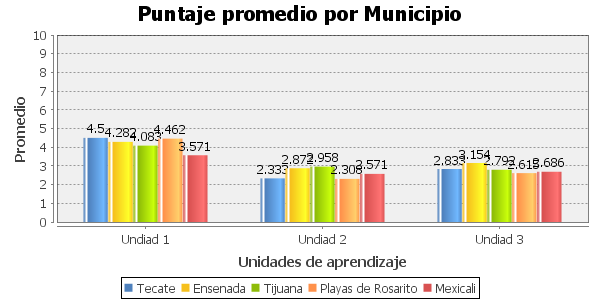 Puntaje promedio por Municipio
Promedio
10
9
8
7
6
5
4
3
2
1
0
4.5 4.282 4.083 4.462 3.571
2.333 2.872 2.958 2.308 2.571
2.833 3.154 2.792 2.615 2.686
Undiad 1 Undiad 2 Undiad 3
Unidades de aprendizaje
Tecate Ensenada Tijuana Playas de Rosarito Mexicali